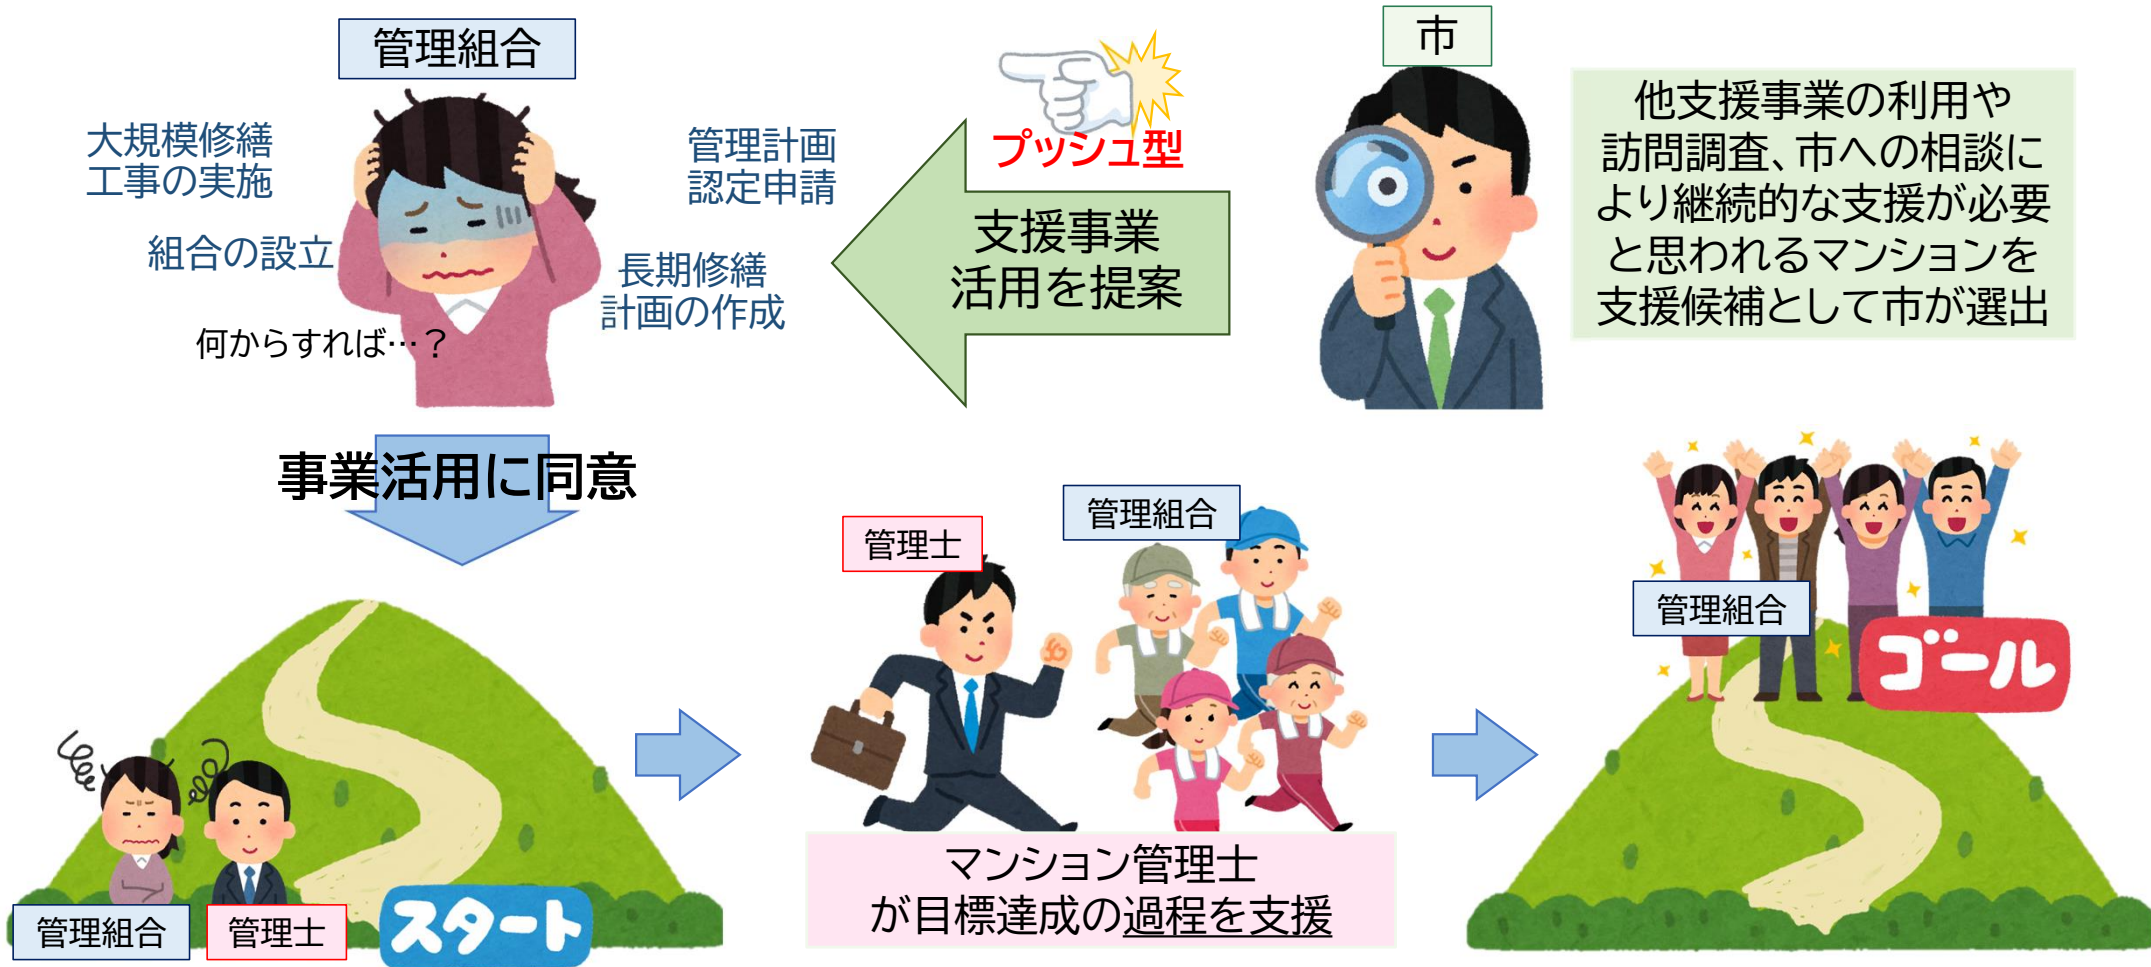 管理組合
大規模修繕
工事の実施
組合の設立
何からすれば…？
管理計画
認定申請
長期修繕
計画の作成
プッシュ型
支援事業
活用を提案
市
他支援事業の利用や
訪問調査、市への相談に
より継続的な支援が必要
と思われるマンションを
支援候補として市が選出
事業活用に同意
管理組合
管理士
スタート
管理士
管理組合
マンション管理士
が目標達成の過程を支援
管理組合
ゴール